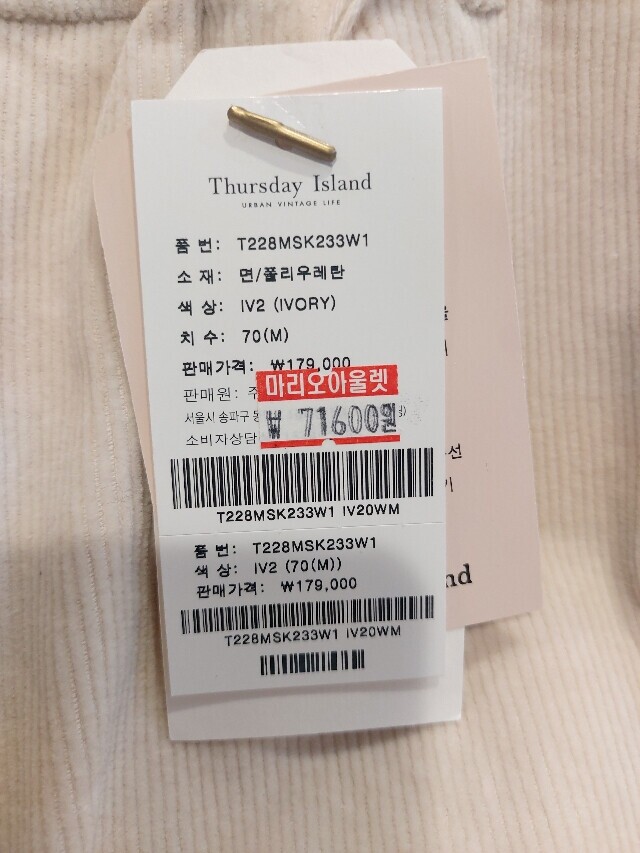 Thursday Island
URBAN VINTAGE LIFE
품 번: T228MSK233W1
소 재: 면/폴리우레탄
색 상: IV2 (IVORY)
치 수: 70(M)
판매가격: ₩179,000
판매원: 주
마리오아울렛
서울시 송파구
₩ 71600원
소비자상담
T228MSK233W1 IV20WM
품 번: T228MSK233W1
색 상: IV2 (70(M))
판매가격: ₩179,000
T228MSK233W1 IV20WM
선
기
nd